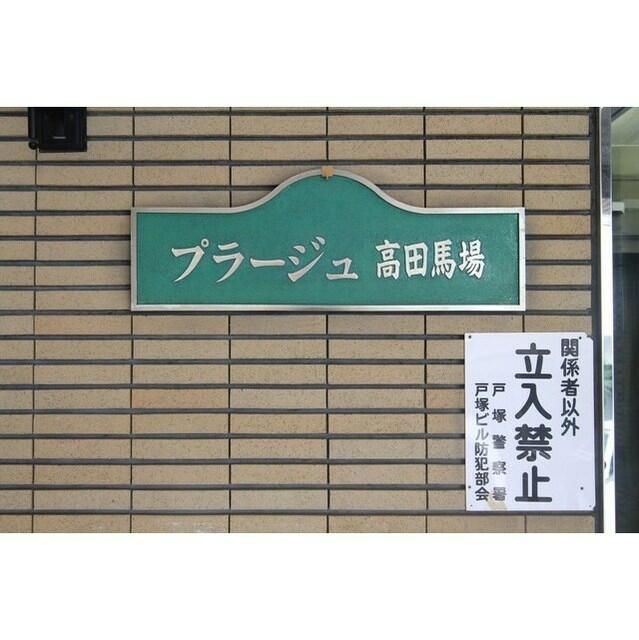 プラージュ 高田馬場
関係者以外
立入禁止
戸塚警察署
戸塚ビル防犯部会